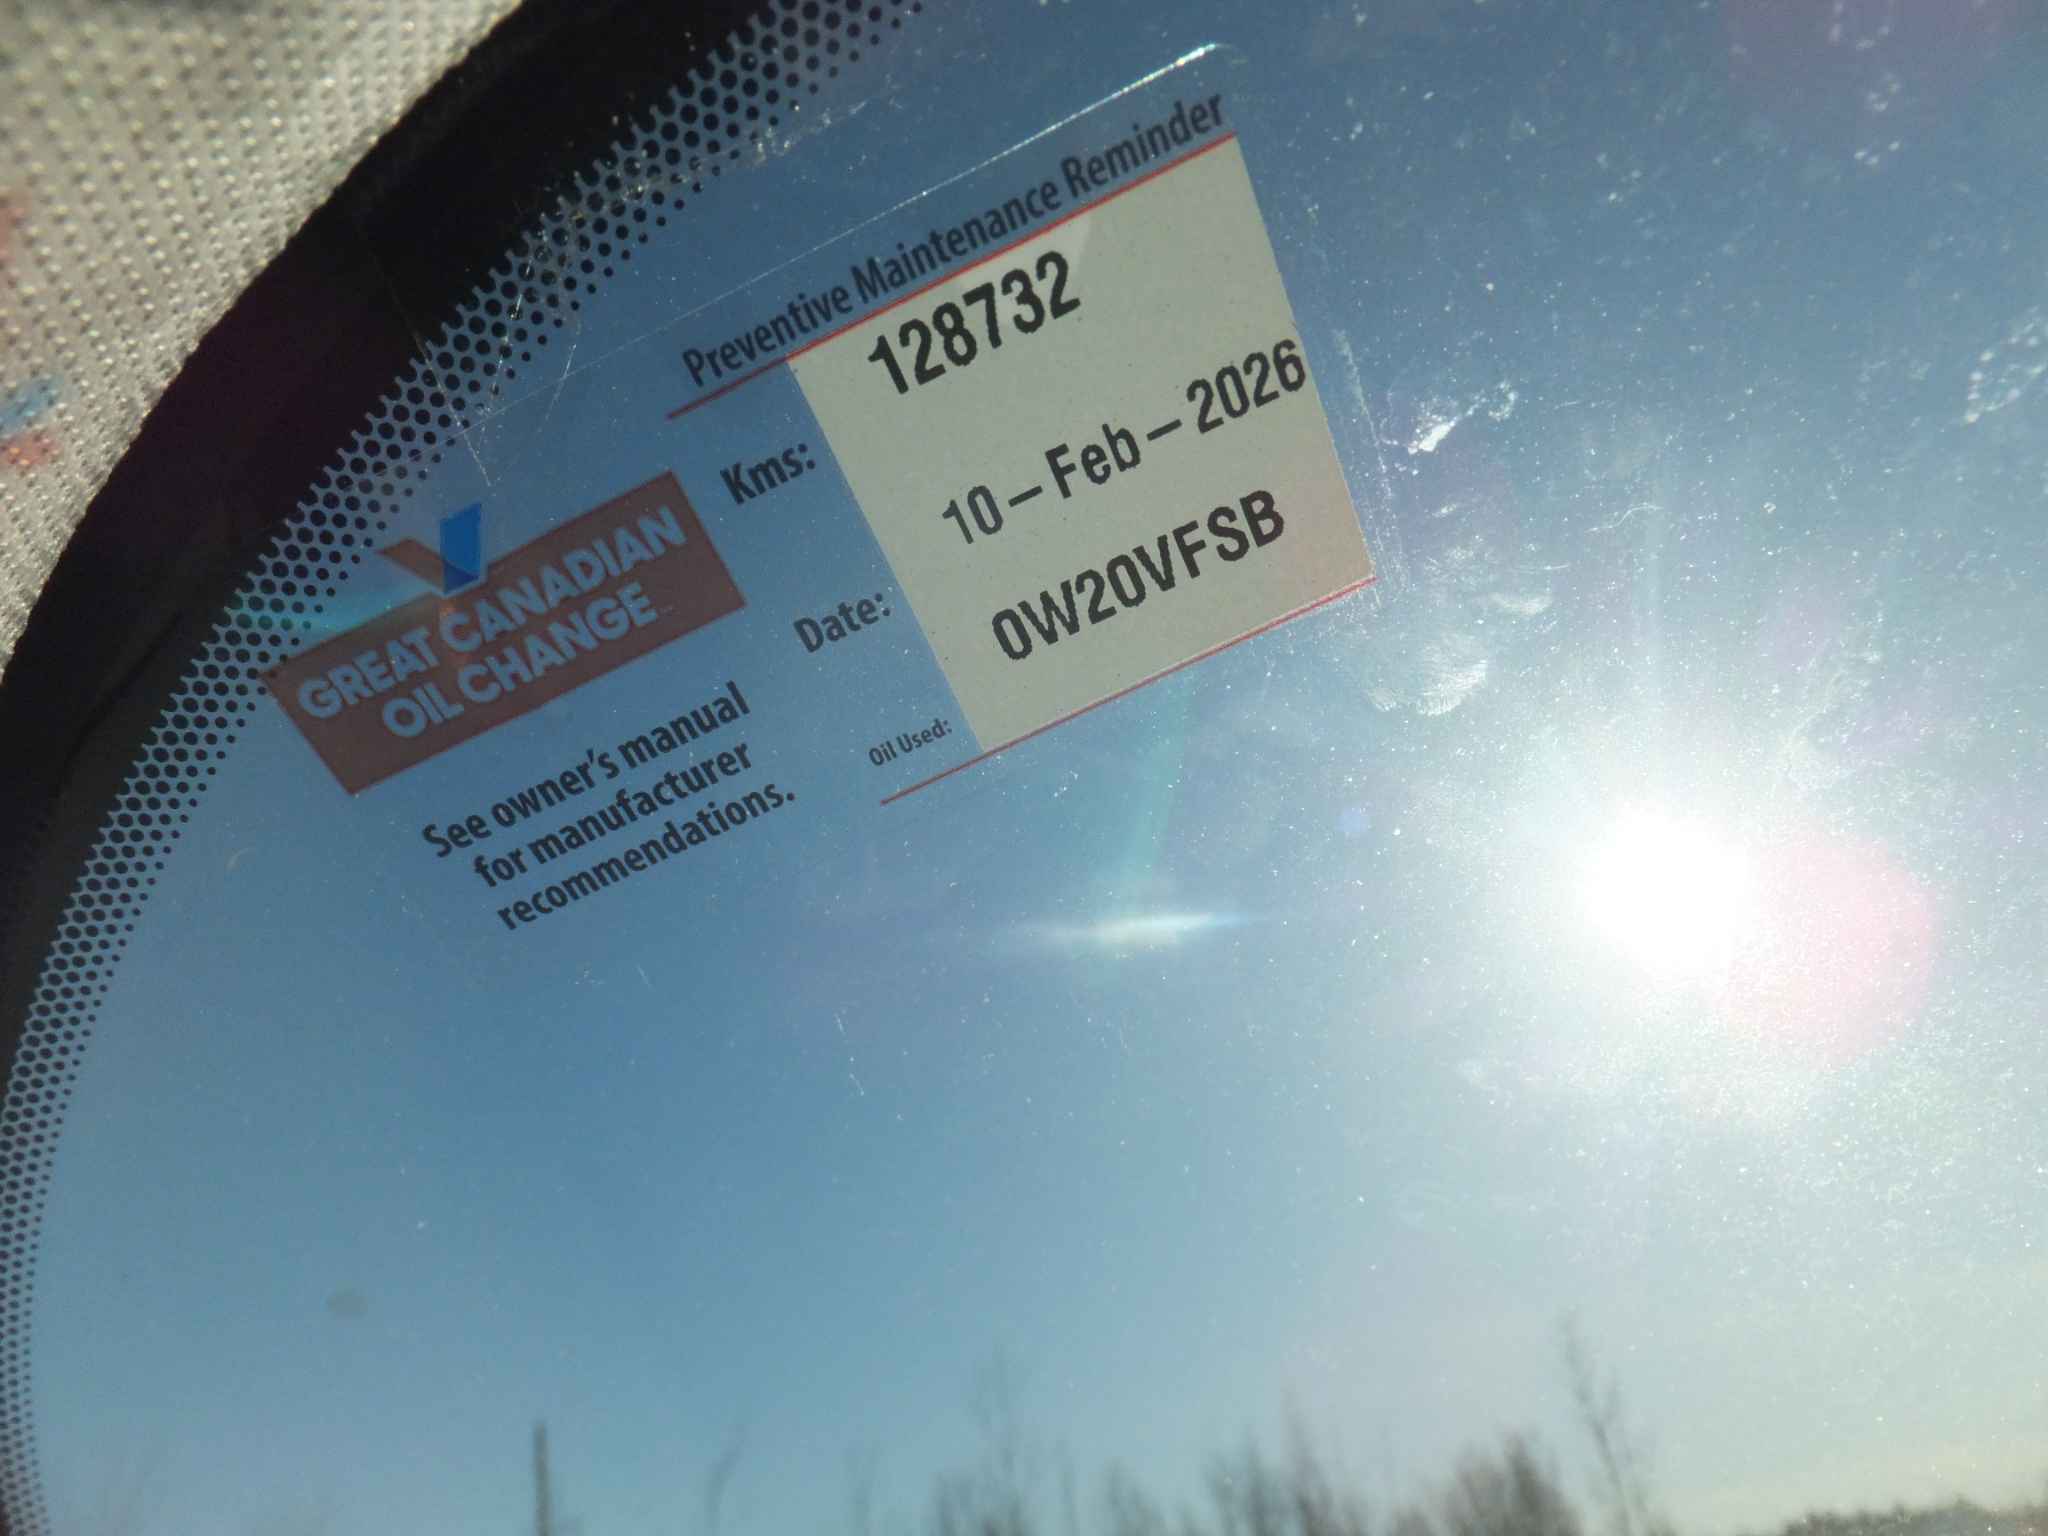 Preventive Maintenance Reminder
Kms: 128732
Date: 10-Feb-2026
Oil Used: 0W20VFSB
GREAT CANADIAN
OIL CHANGE
See owner's manual
for manufacturer
recommendations.